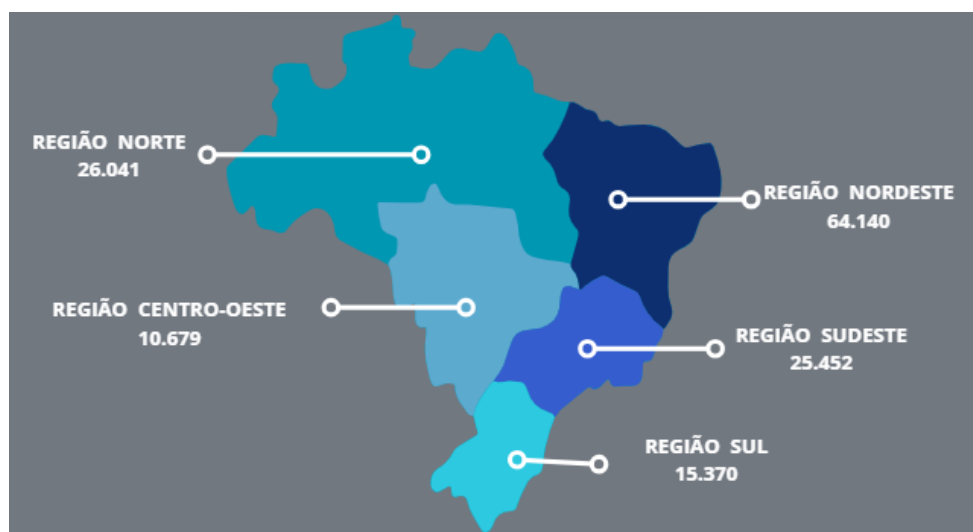 REGIÃO NORTE
26.041
REGIÃO NORDESTE
64.140
REGIÃO CENTRO-OESTE
10.679
REGIÃO SUDESTE
25.452
REGIÃO SUL
15.370